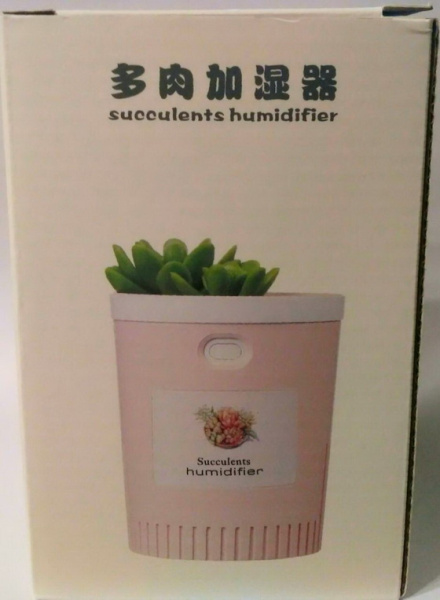 多肉加湿器
succulents humidifier
Succulents
humidifier